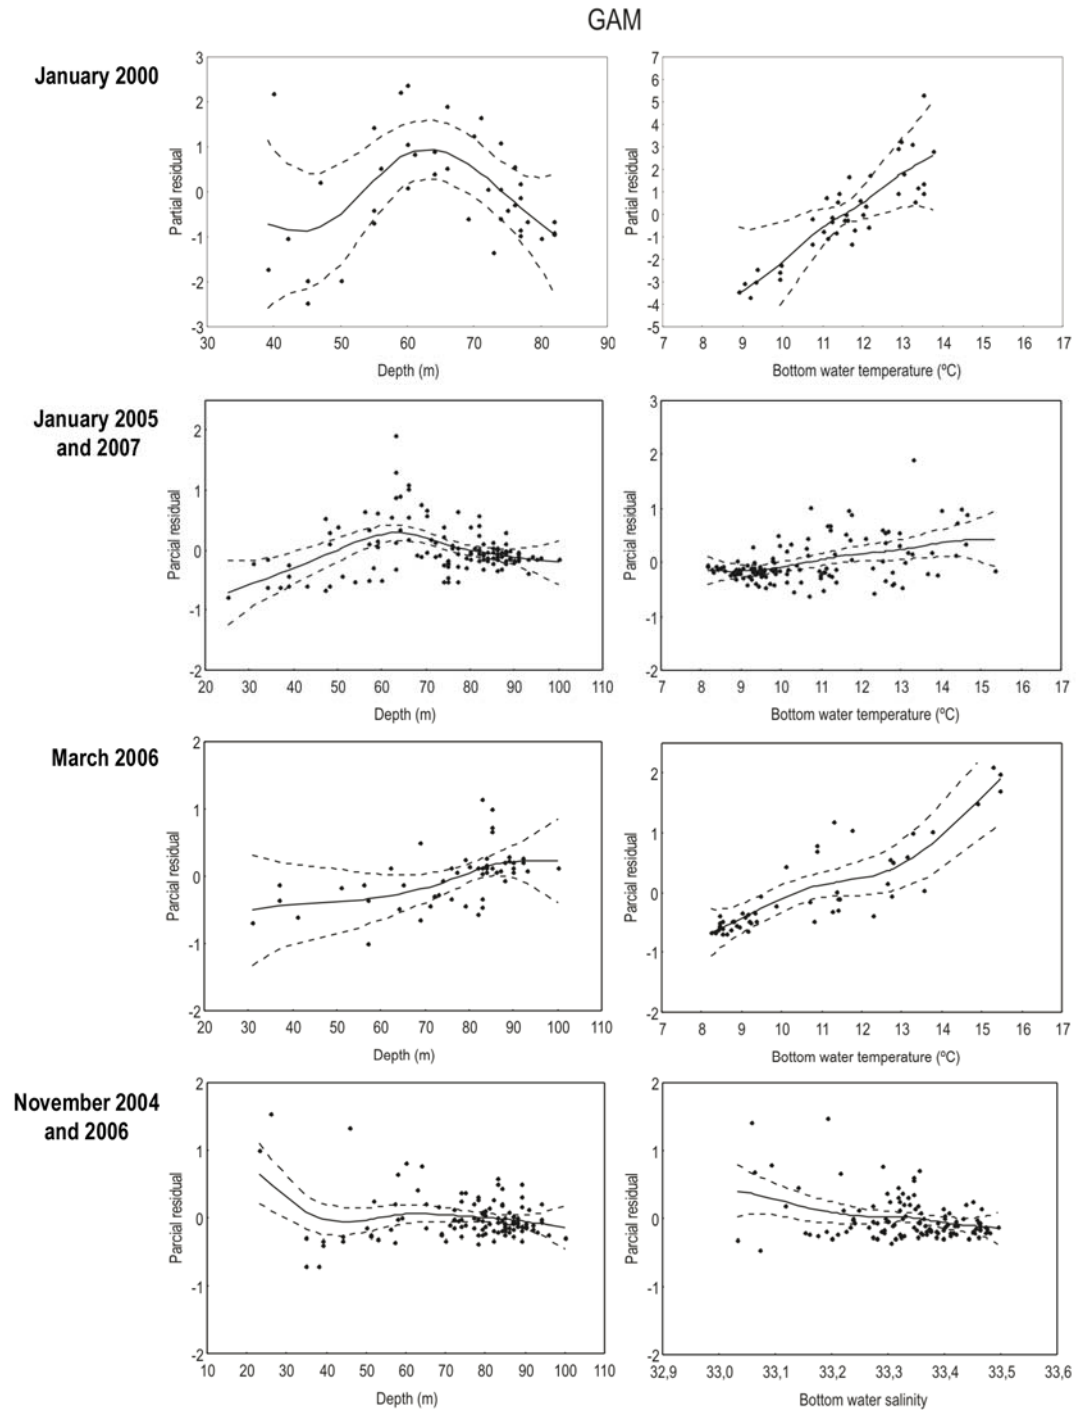 GAM
January 2000
Partial residual
3
2
1
0
-1
-2
-3
30 40 50 60 70 80 90
Depth (m)
Partial residual
7
6
5
4
3
2
1
0
-1
-2
-3
-4
-5
7 8 9 10 11 12 13 14 15 16 17
Bottom water temperature (ºC)
January 2005
and 2007
Parcial residual
2
1
0
-1
-2
20 30 40 50 60 70 80 90 100 110
Depth (m)
Parcial residual
3
2
1
0
-1
-2
7 8 9 10 11 12 13 14 15 16 17
Bottom water temperature (ºC)
March 2006
Parcial residual
2
1
0
-1
-2
20 30 40 50 60 70 80 90 100 110
Depth (m)
Parcial residual
2
1
0
-1
-2
7 8 9 10 11 12 13 14 15 16 17
Bottom water temperature (ºC)
November 2004
and 2006
Parcial residual
2
1
0
-1
-2
10 20 30 40 50 60 70 80 90 100
Depth (m)
Parcial residual
2
1
0
-1
-2
32,9 33,0 33,1 33,2 33,3 33,4 33,5 33,6
Bottom water salinity